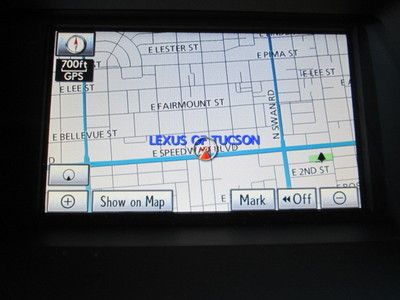 E LESTER ST
E PIMA ST
700ft
GPS
E LEE ST
E LEE ST
E FAIRMOUNT ST
N SWAN RD
E BELLEVUE ST
LEXUS OF TUCSON
E SPEEDWAY BLVD
E 2ND ST
Show on Map
Mark
Off